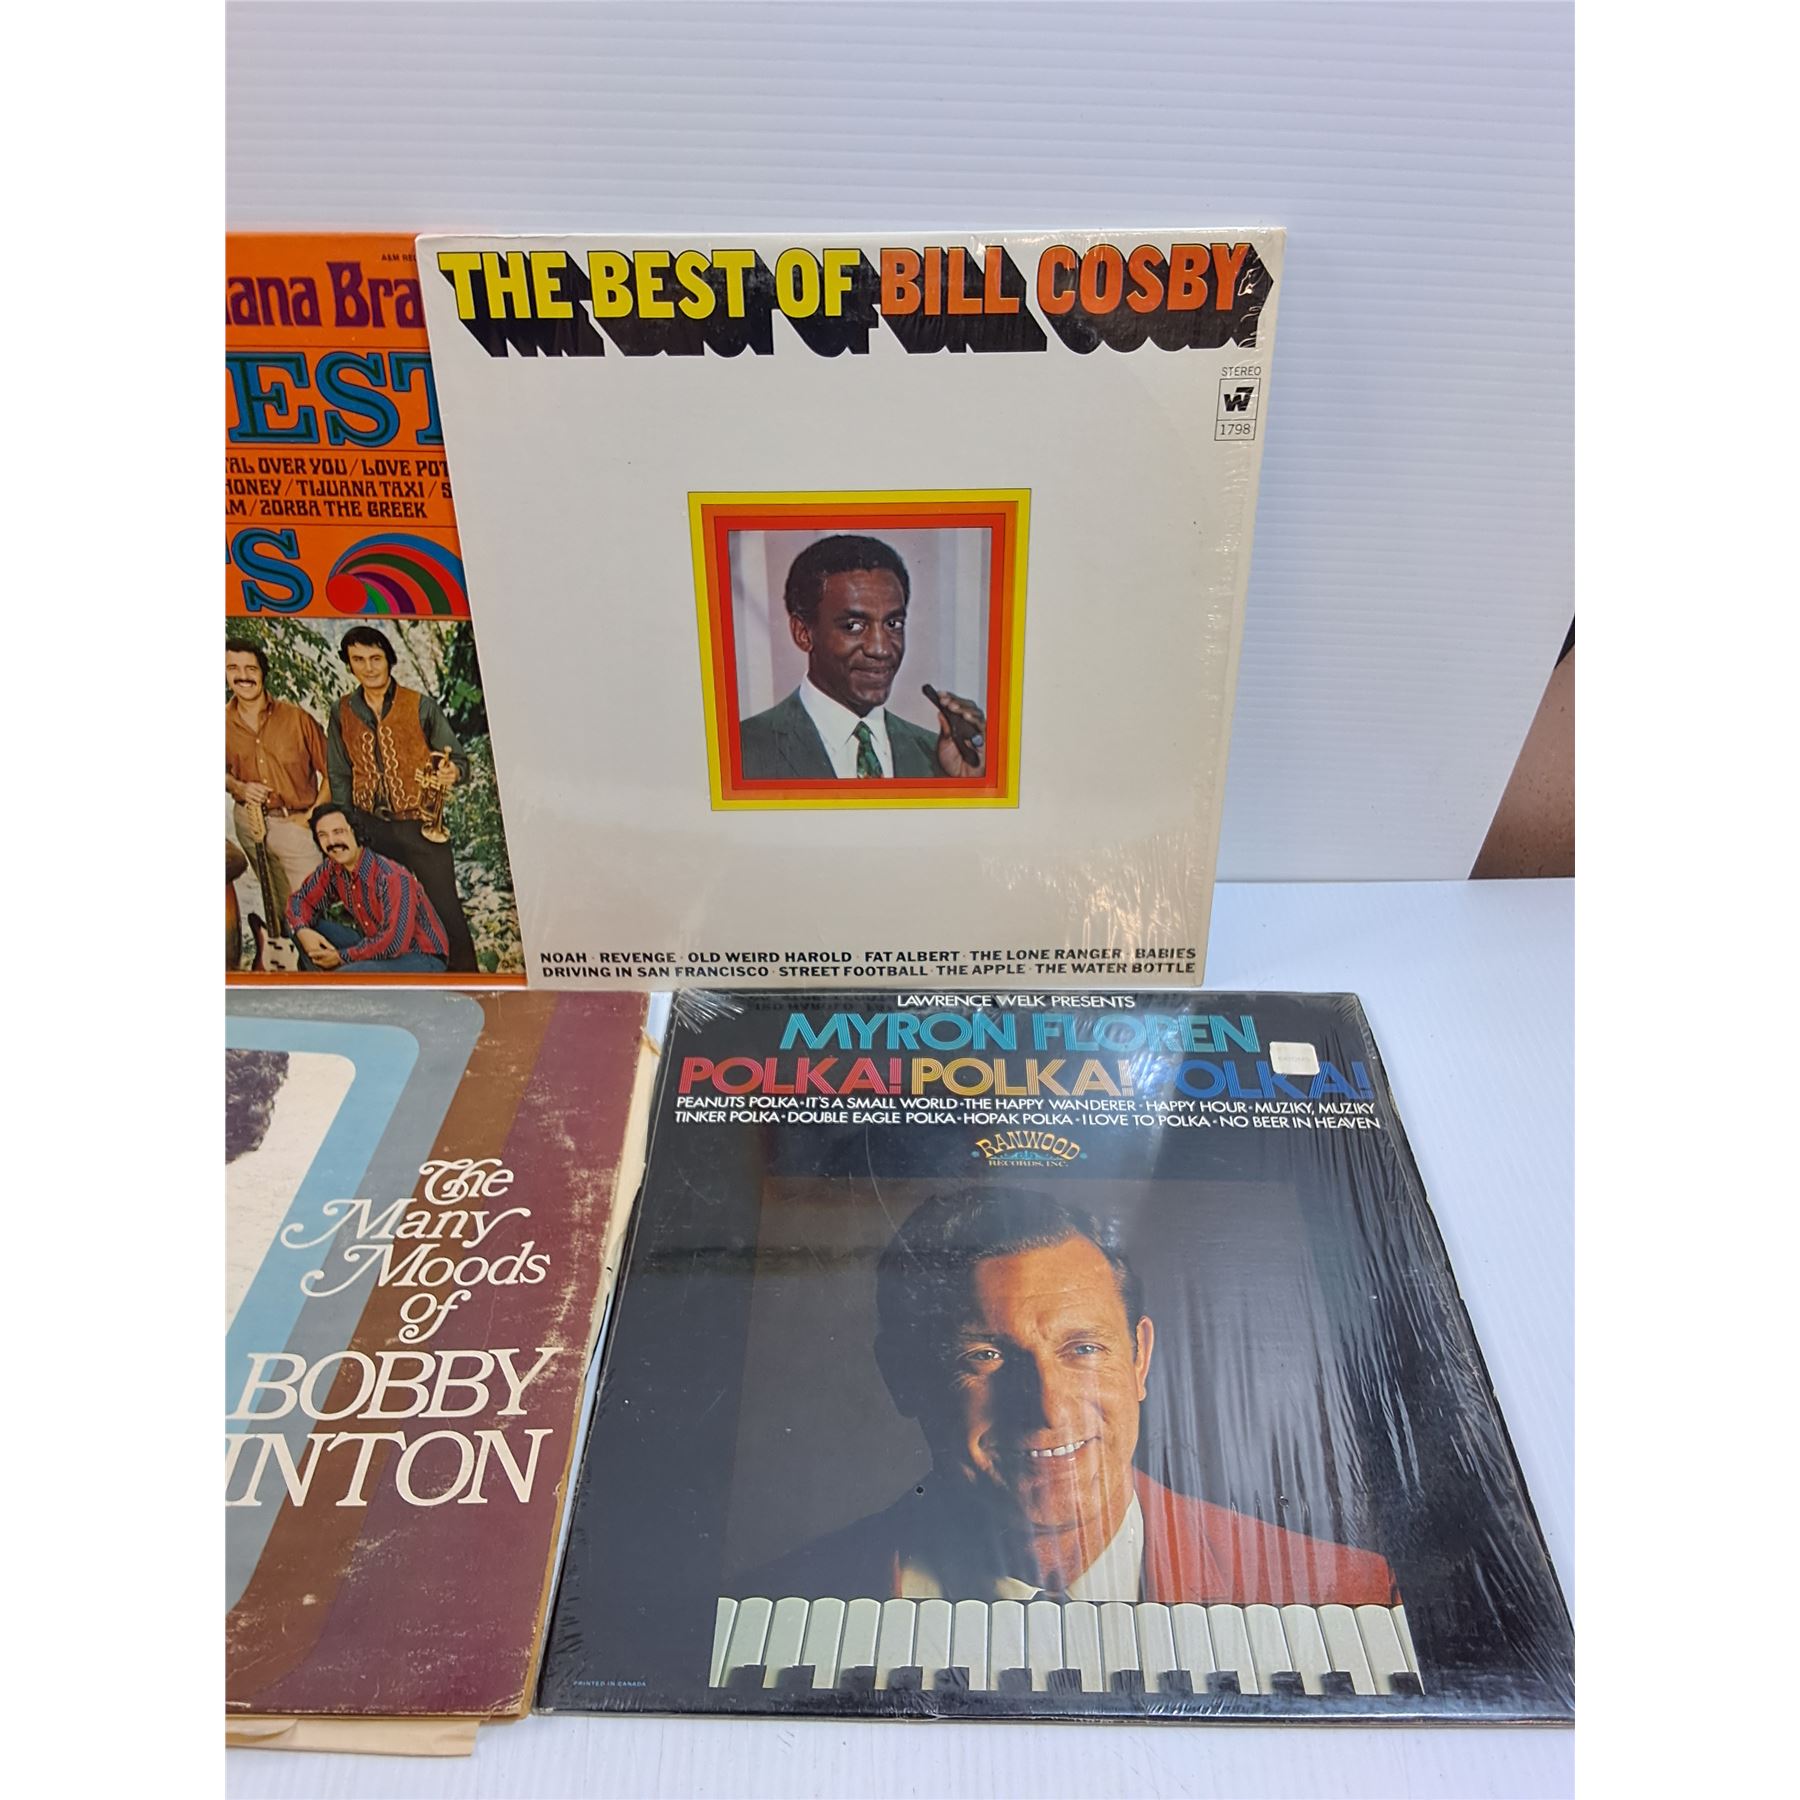 A&M REC
iana Bra
EST
TAL OVER YOU / LOVE POT
HONEY / TIJUANA TAXI / S
AM / ZORBA THE GREEK
TS
THE BEST OF BILL COSBY
STEREO
W7
1798
NOAH · REVENGE · OLD WEIRD HAROLD · FAT ALBERT · THE LONE RANGER · BABIES
DRIVING IN SAN FRANCISCO · STREET FOOTBALL · THE APPLE · THE WATER BOTTLE
The
Many
Moods
of
BOBBY
INTON
LAWRENCE WELK PRESENTS
MYRON FLOREN
POLKA! POLKA! POLKA!
PEANUTS POLKA • IT'S A SMALL WORLD • THE HAPPY WANDERER • HAPPY HOUR • MUZIKY, MUZIKY
TINKER POLKA • DOUBLE EAGLE POLKA • HOPAK POLKA • I LOVE TO POLKA • NO BEER IN HEAVEN
RANWOOD
RECORDS, INC.
PRINTED IN CANADA